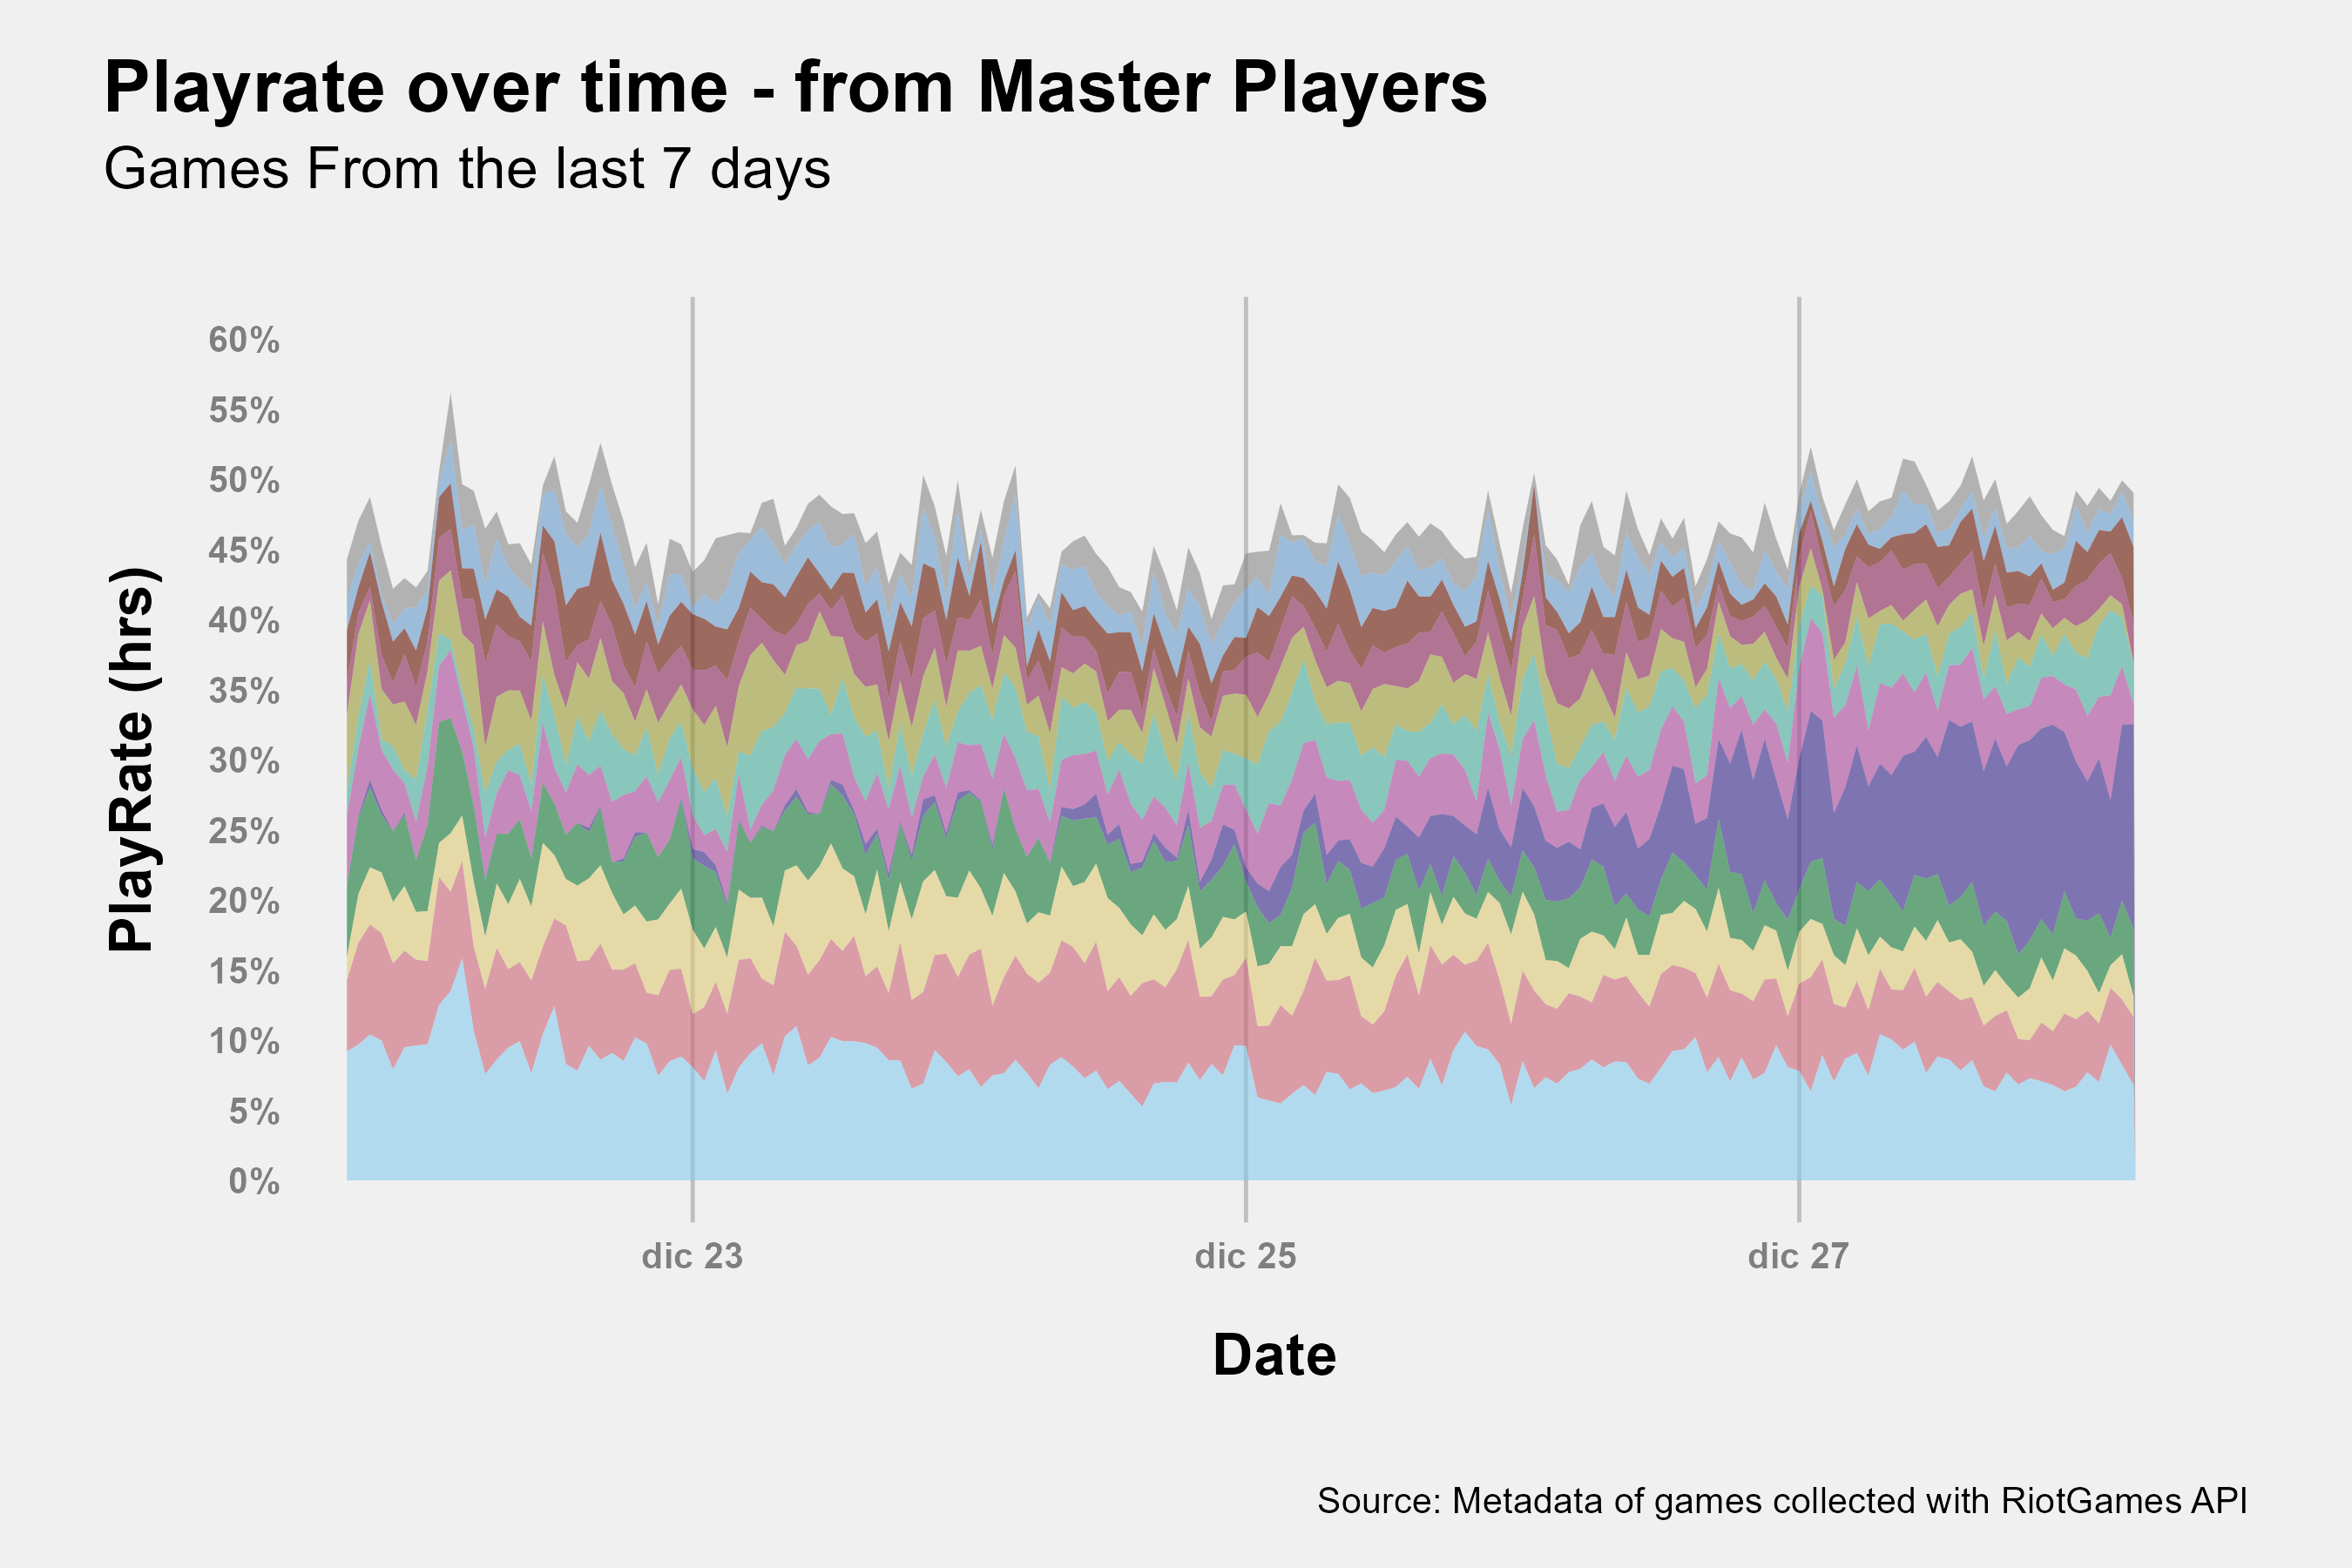 Playrate over time - from Master Players
Games From the last 7 days
PlayRate (hrs)
60%
55%
50%
45%
40%
35%
30%
25%
20%
15%
10%
5%
0%
dic 23
dic 25
dic 27
Date
Source: Metadata of games collected with RiotGames API